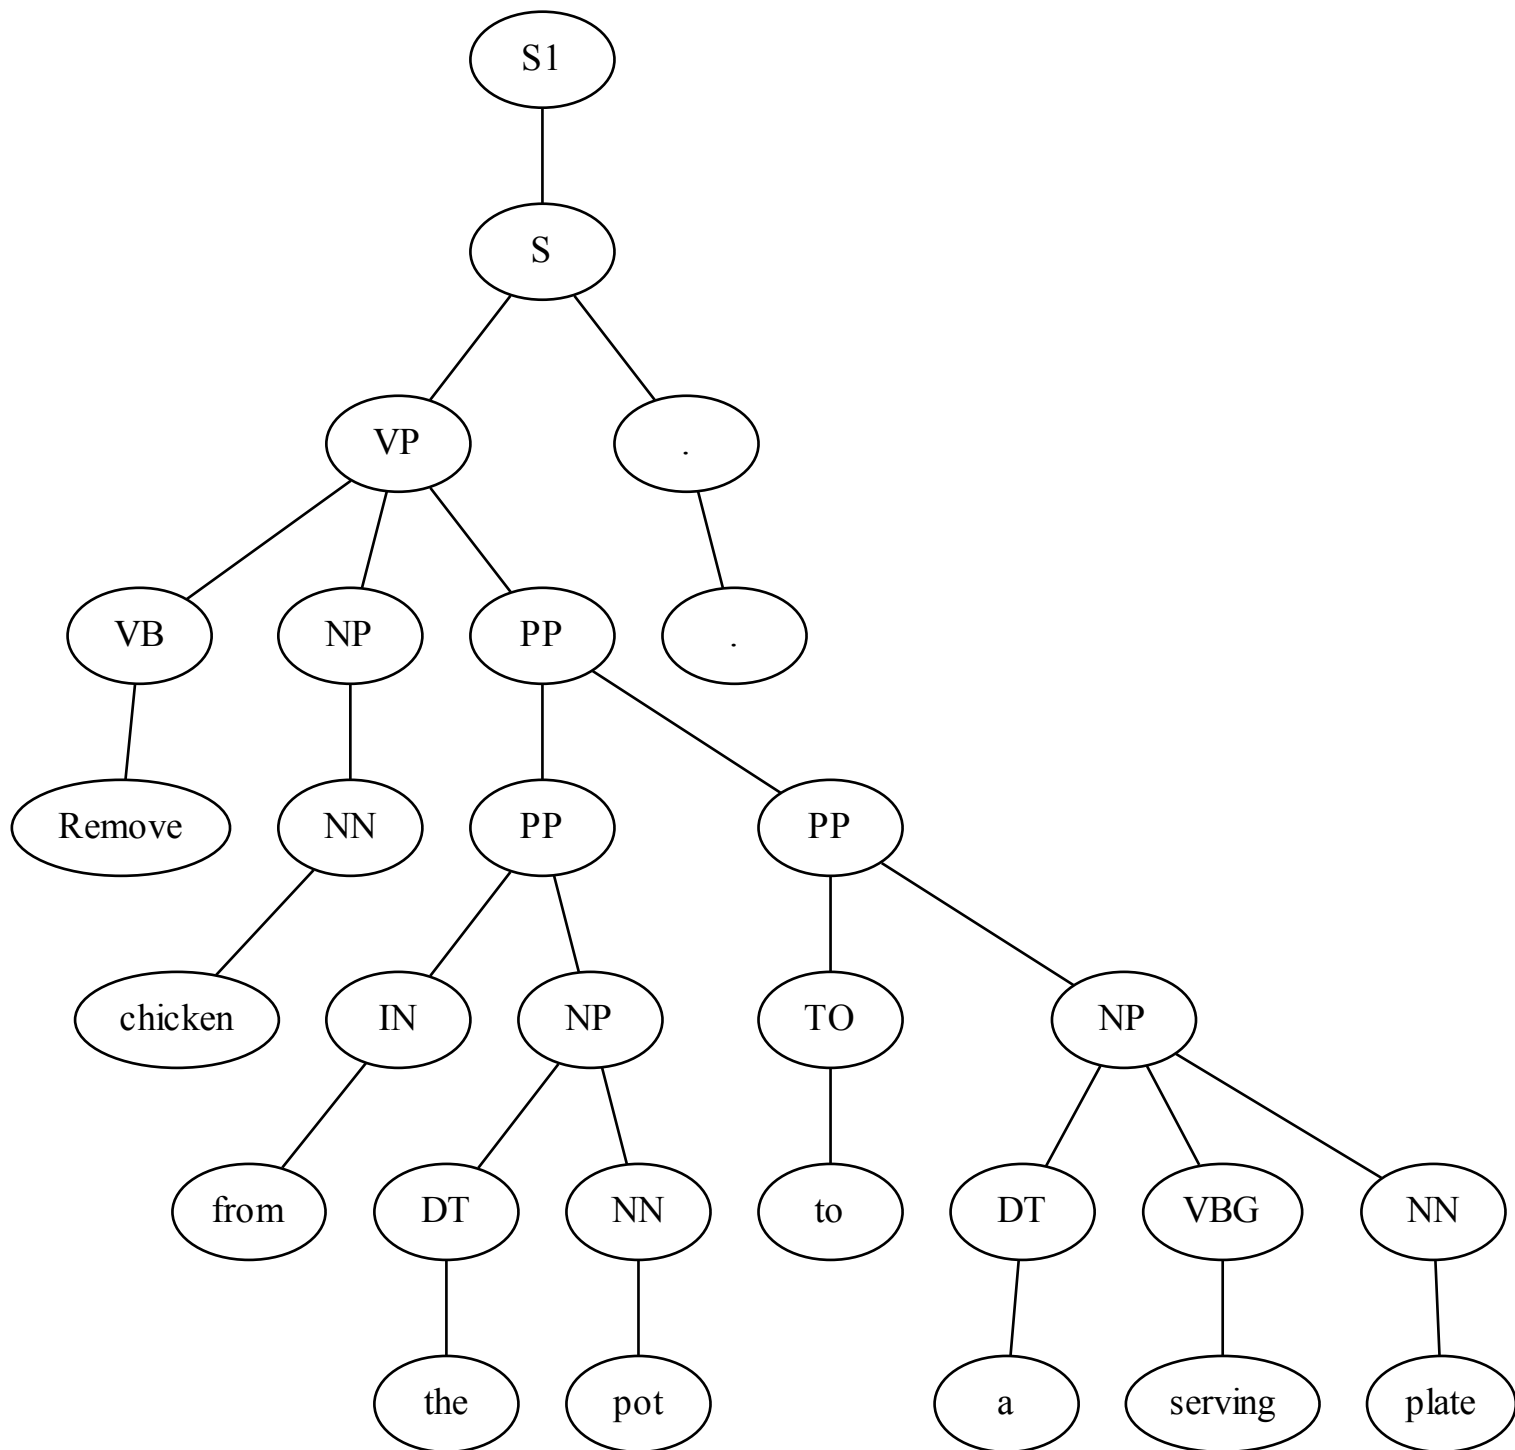 S1
S
VP .
VB NP PP .
Remove NN PP PP
chicken IN NP TO NP
from DT NN to DT VBG NN
the pot a serving plate